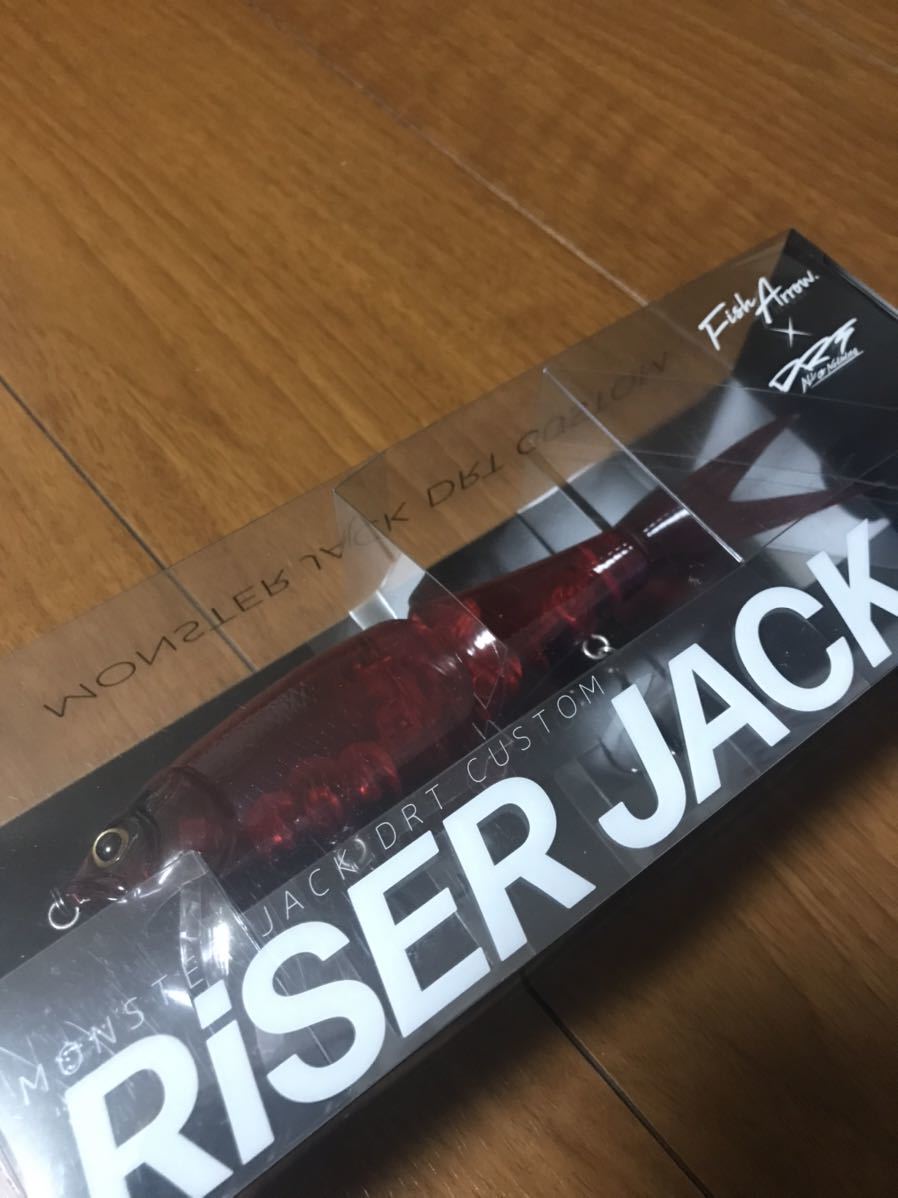 Fish Arrow.
×
DRT
MONSTER JACK DRT CUSTOM
MONSTER JACK DRT CUSTOM
RiSER JACK